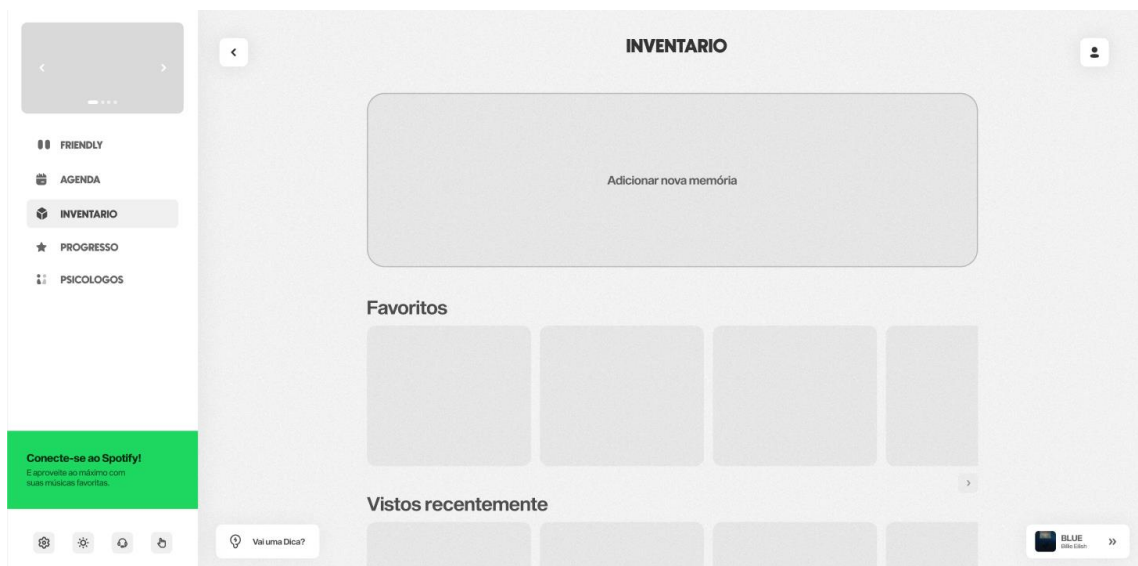 FRIENDLY
AGENDA
INVENTARIO
PROGRESSO
PSICOLOGOS
Conecte-se ao Spotify!
E aproveite ao máximo com
suas músicas favoritas.
INVENTARIO
Adicionar nova memória
Favoritos
Vistos recentemente
Vai uma Dica?
BLUE
Billie Eilish